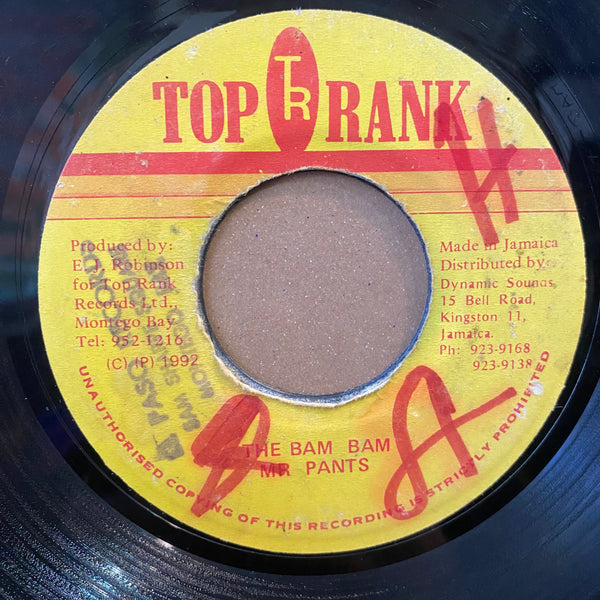 TOP TR RANK
Produced by:
E. J. Robinson
for Top Rank
Records Ltd.,
Montego Bay
Tel: 952-1216
(C) (P) 1992
Made in Jamaica
Distributed by:
Dynamic Sounds,
15 Bell Road,
Kingston 11,
Jamaica.
Ph: 923-9168
923-9138
THE BAM BAM
MR PANTS
UNAUTHORISED COPYING OF THIS RECORDING IS STRICTLY PROHIBITED
H
A